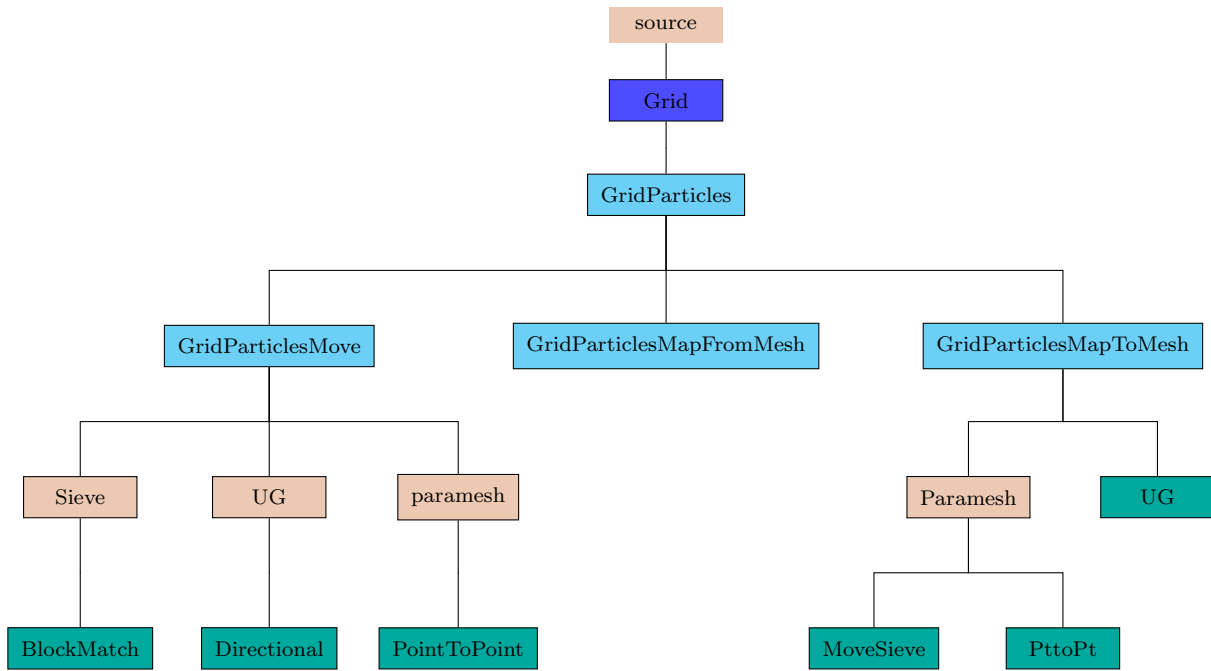 source
Grid
GridParticles
GridParticlesMove
GridParticlesMapFromMesh
GridParticlesMapToMesh
Sieve
UG
paramesh
Paramesh
UG
BlockMatch
Directional
PointToPoint
MoveSieve
PttoPt